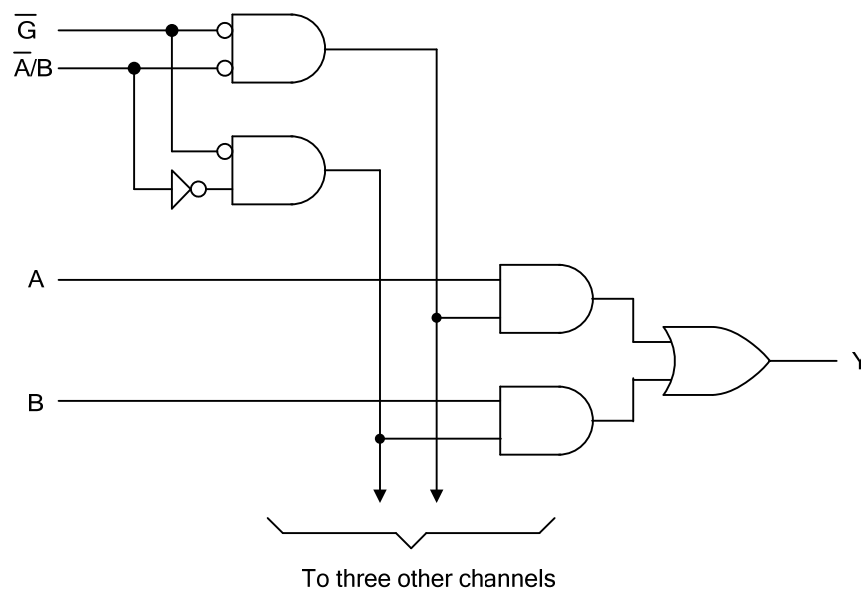 G̅
A̅/B
A
B
Y
To three other channels